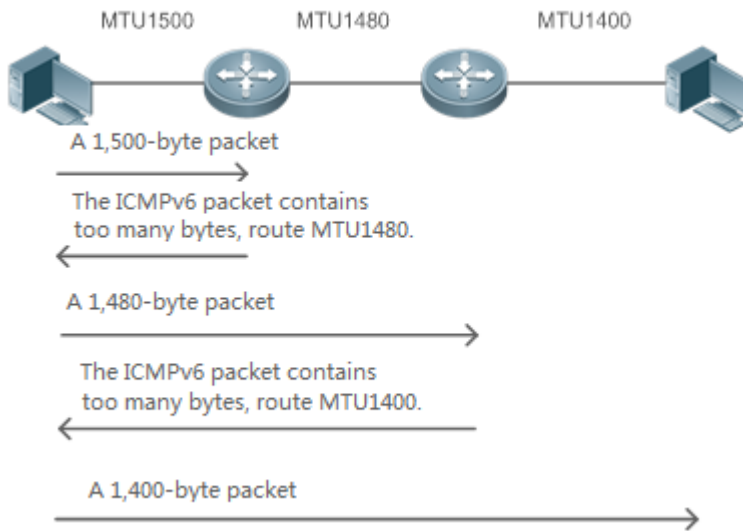 MTU1500 MTU1480 MTU1400
A 1,500-byte packet
The ICMPv6 packet contains
too many bytes, route MTU1480.
A 1,480-byte packet
The ICMPv6 packet contains
too many bytes, route MTU1400.
A 1,400-byte packet